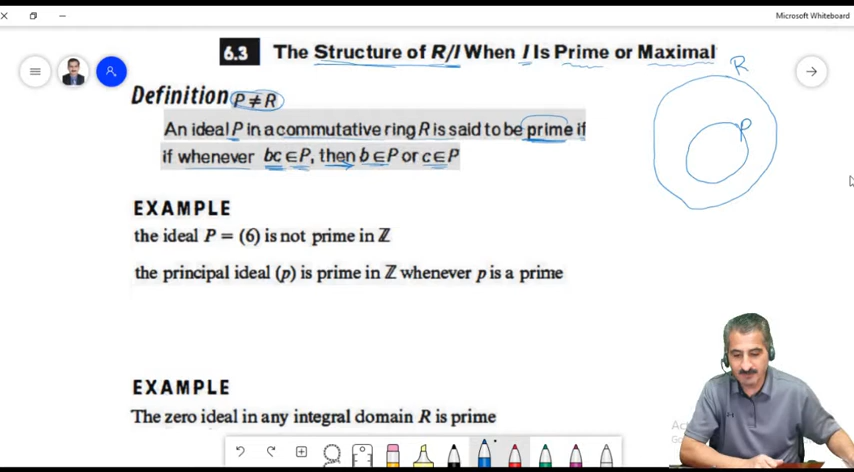 Microsoft Whiteboard
6.3 The Structure of R/I When I Is Prime or Maximal
R
Definition P ≠ R
P
An ideal P in a commutative ring R is said to be prime if
if whenever bc ∈ P, then b ∈ P or c ∈ P
EXAMPLE
the ideal P = (6) is not prime in ℤ
the principal ideal (p) is prime in ℤ whenever p is a prime
EXAMPLE
The zero ideal in any integral domain R is prime